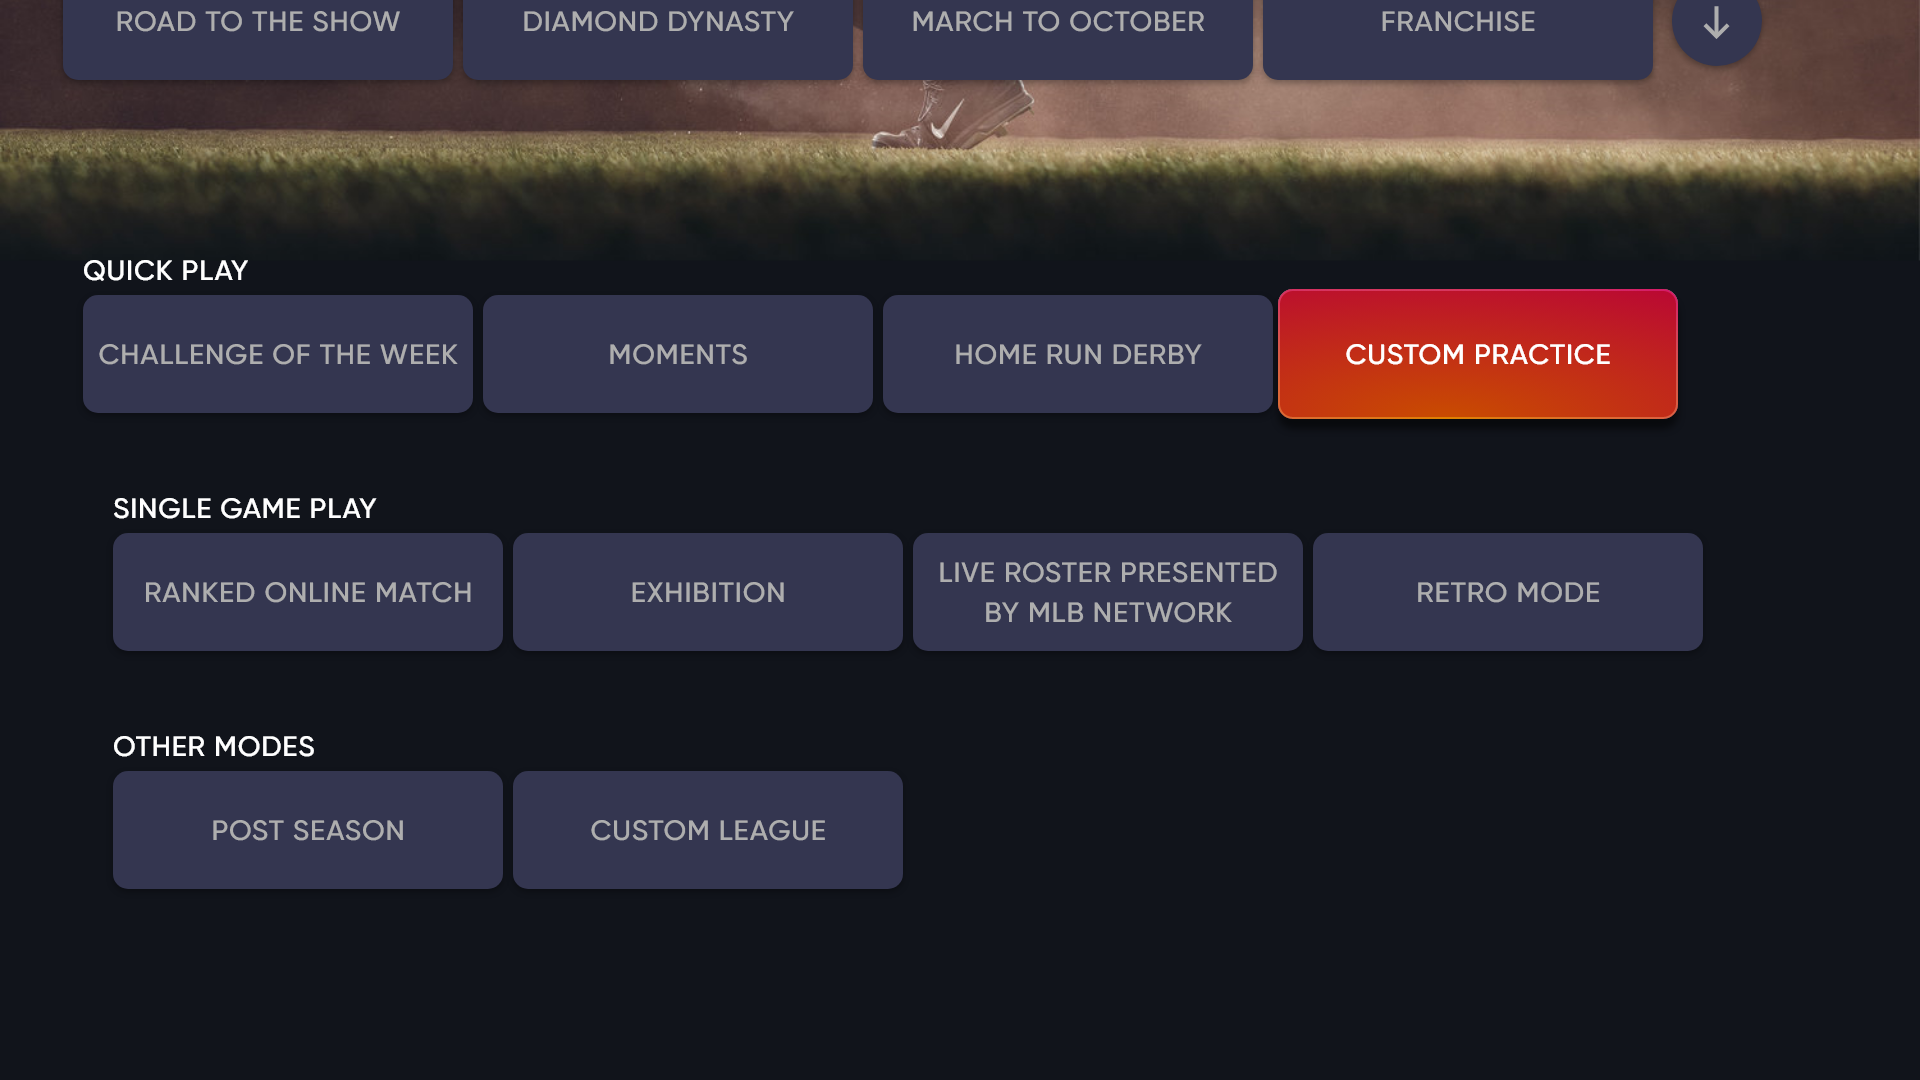 ROAD TO THE SHOW
DIAMOND DYNASTY
MARCH TO OCTOBER
FRANCHISE
QUICK PLAY
CHALLENGE OF THE WEEK
MOMENTS
HOME RUN DERBY
CUSTOM PRACTICE
SINGLE GAME PLAY
RANKED ONLINE MATCH
EXHIBITION
LIVE ROSTER PRESENTED
BY MLB NETWORK
RETRO MODE
OTHER MODES
POST SEASON
CUSTOM LEAGUE